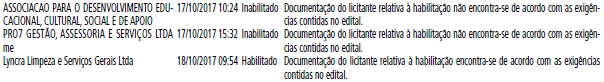 ASSOCIACAO PARA O DESENVOLVIMENTO EDU- 17/10/2017 10:24 Inabilitado Documentação do licitante relativa à habilitação não encontra-se de acordo com as exigên-
CACIONAL, CULTURAL, SOCIAL E DE APOIO cias contidas no edital.
PRO7 GESTÃO, ASSESSORIA E SERVIÇOS LTDA 17/10/2017 15:32 Inabilitado Documentação do licitante relativa à habilitação não encontra-se de acordo com as exigên-
me cias contidas no edital.
Lyncra Limpeza e Serviços Gerais Ltda 18/10/2017 09:54 Habilitado Documentação do licitante relativa à habilitação encontra-se de acordo com as exigências
contidas no edital.